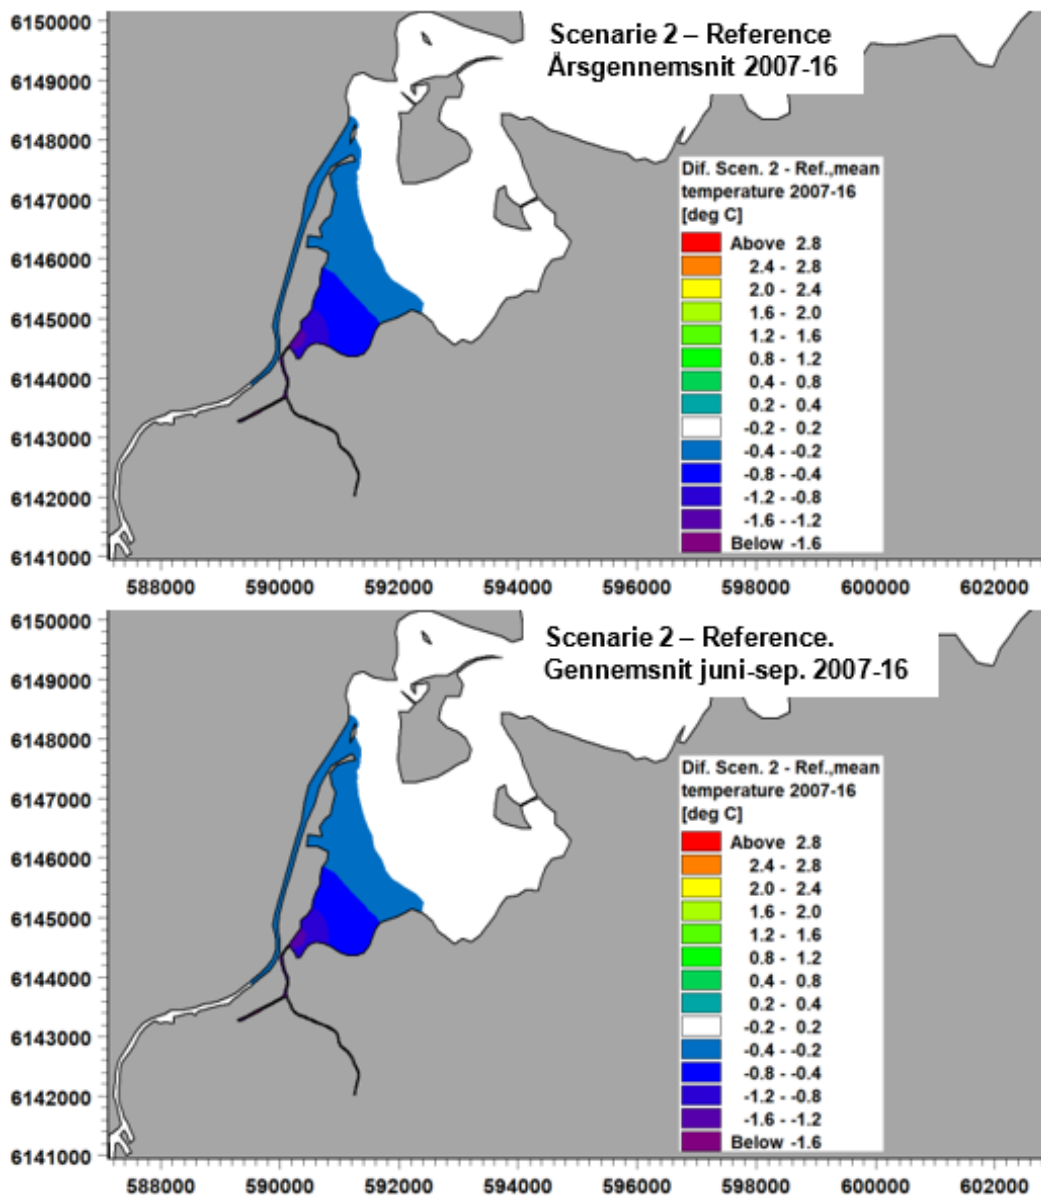 6150000
6149000
6148000
6147000
6146000
6145000
6144000
6143000
6142000
6141000
Scenarie 2 – Reference
Årsgennemsnit 2007-16
Dif. Scen. 2 - Ref.,mean
temperature 2007-16
[deg C]
Above 2.8
2.4 - 2.8
2.0 - 2.4
1.6 - 2.0
1.2 - 1.6
0.8 - 1.2
0.4 - 0.8
0.2 - 0.4
-0.2 - 0.2
-0.4 - -0.2
-0.8 - -0.4
-1.2 - -0.8
-1.6 - -1.2
Below -1.6
588000 590000 592000 594000 596000 598000 600000 602000
6150000
6149000
6148000
6147000
6146000
6145000
6144000
6143000
6142000
6141000
Scenarie 2 – Reference.
Gennemsnit juni-sep. 2007-16
Dif. Scen. 2 - Ref.,mean
temperature 2007-16
[deg C]
Above 2.8
2.4 - 2.8
2.0 - 2.4
1.6 - 2.0
1.2 - 1.6
0.8 - 1.2
0.4 - 0.8
0.2 - 0.4
-0.2 - 0.2
-0.4 - -0.2
-0.8 - -0.4
-1.2 - -0.8
-1.6 - -1.2
Below -1.6
588000 590000 592000 594000 596000 598000 600000 602000